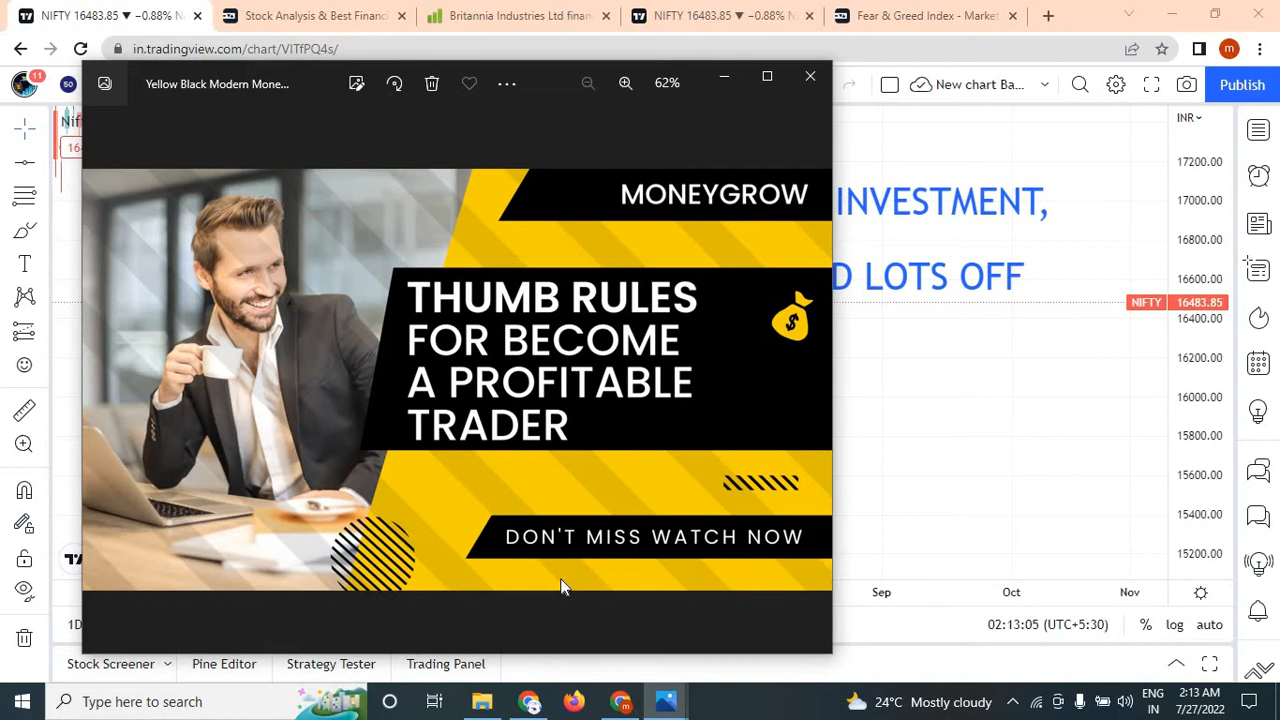 NIFTY 16483.85 ▼ −0.88% N
Stock Analysis & Best Financi
Britannia Industries Ltd finan
NIFTY 16483.85 ▼ −0.88% N
Fear & Greed Index - Market
in.tradingview.com/chart/VITfPQ4s/
m
11
50
Yellow Black Modern Mone...
62%
New chart Ba...
Publish
Nif
16
INR
INVESTMENT,
D LOTS OFF
17200.00
17000.00
16800.00
16600.00
NIFTY 16483.85
16400.00
16200.00
16000.00
15800.00
15600.00
15400.00
15200.00
MONEYGROW
THUMB RULES
FOR BECOME
A PROFITABLE
TRADER
DON'T MISS WATCH NOW
Sep
Oct
Nov
1D
02:13:05 (UTC+5:30)
%
log
auto
Stock Screener
Pine Editor
Strategy Tester
Trading Panel
Type here to search
24°C Mostly cloudy
ENG
IN
2:13 AM
7/27/2022